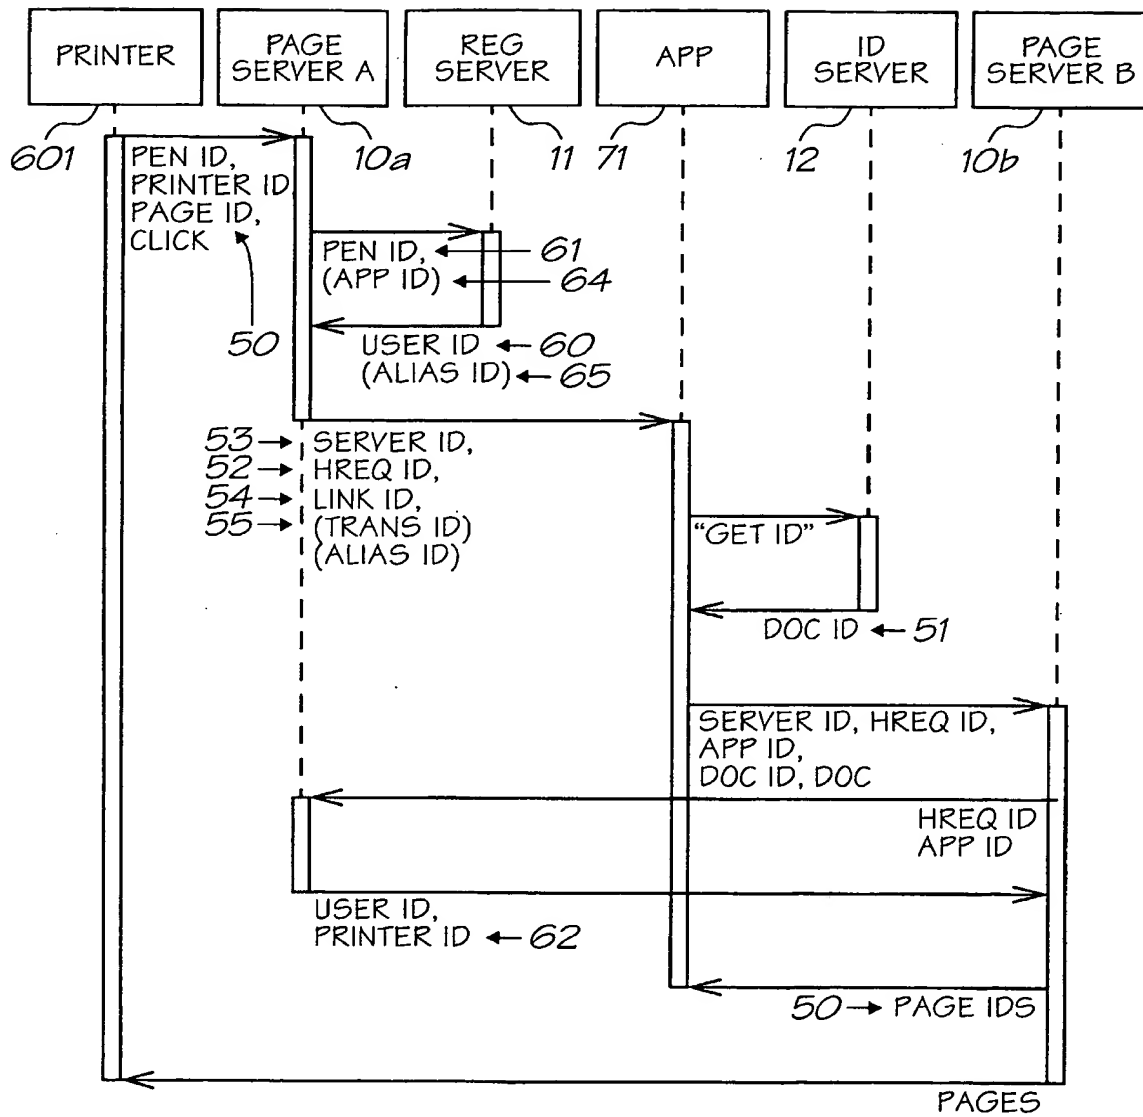 PRINTER
PAGE
SERVER A
REG
SERVER
APP
ID
SERVER
PAGE
SERVER B
601
10a
11
71
12
10b
PEN ID,
PRINTER ID
PAGE ID,
CLICK
50
PEN ID,
61
(APP ID)
64
USER ID
60
(ALIAS ID)
65
53
SERVER ID,
52
HREQ ID,
54
LINK ID,
55
(TRANS ID)
(ALIAS ID)
"GET ID"
DOC ID
51
SERVER ID, HREQ ID,
APP ID,
DOC ID, DOC
HREQ ID
APP ID
USER ID,
PRINTER ID
62
50
PAGE IDS
PAGES